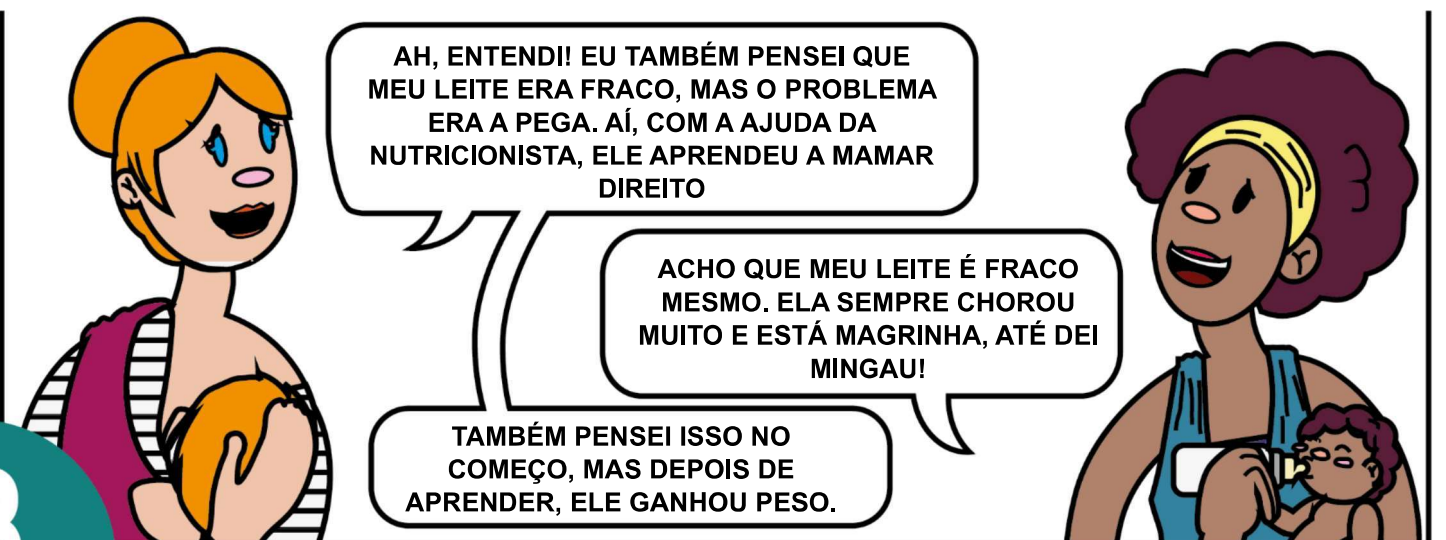 AH, ENTENDI! EU TAMBÉM PENSEI QUE
MEU LEITE ERA FRACO, MAS O PROBLEMA
ERA A PEGA. AÍ, COM A AJUDA DA
NUTRICIONISTA, ELE APRENDEU A MAMAR
DIREITO
ACHO QUE MEU LEITE É FRACO
MESMO. ELA SEMPRE CHOROU
MUITO E ESTÁ MAGRINHA, ATÉ DEI
MINGAU!
TAMBÉM PENSEI ISSO NO
COMEÇO, MAS DEPOIS DE
APRENDER, ELE GANHOU PESO.